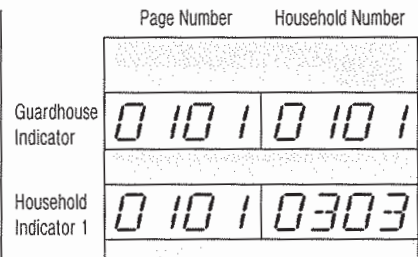 Page Number Household Number
Guardhouse Indicator 0101 0101
Household Indicator 1 0101 0303